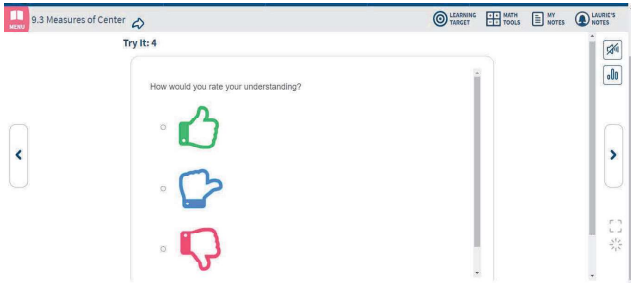 MENU
9.3 Measures of Center
LEARNING TARGET
MATH TOOLS
MY NOTES
LAURIE'S NOTES
Try It: 4
How would you rate your understanding?